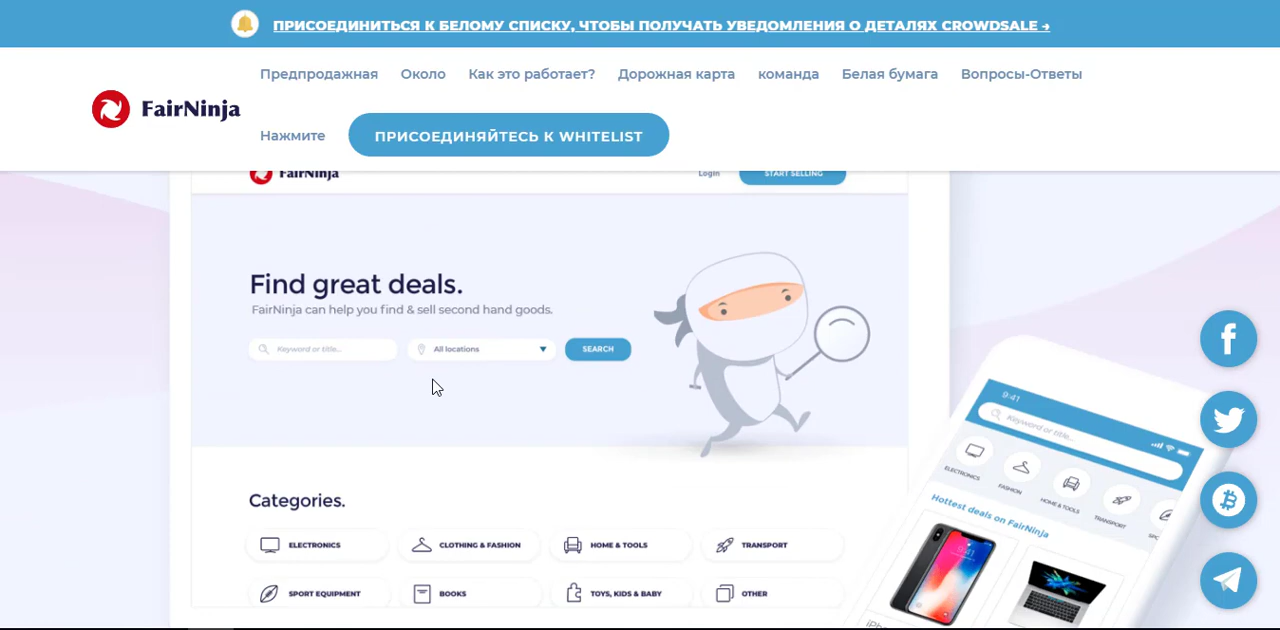 ПРИСОЕДИНИТЬСЯ К БЕЛОМУ СПИСКУ, ЧТОБЫ ПОЛУЧАТЬ УВЕДОМЛЕНИЯ О ДЕТАЛЯХ CROWDSALE →
Предпродажная Около Как это работает? Дорожная карта команда Белая бумага Вопросы-Ответы
FairNinja
Нажмите ПРИСОЕДИНЯЙТЕСЬ К WHITELIST
FairNinja Login START SELLING
Find great deals.
FairNinja can help you find & sell second hand goods.
Keyword or title... All locations SEARCH
9:41
Keyword or title...
ELECTRONICS FASHION HOME & TOOLS TRANSPORT
Hottest deals on FairNinja
9:41
Categories.
ELECTRONICS CLOTHING & FASHION HOME & TOOLS TRANSPORT
SPORT EQUIPMENT BOOKS TOYS, KIDS & BABY OTHER